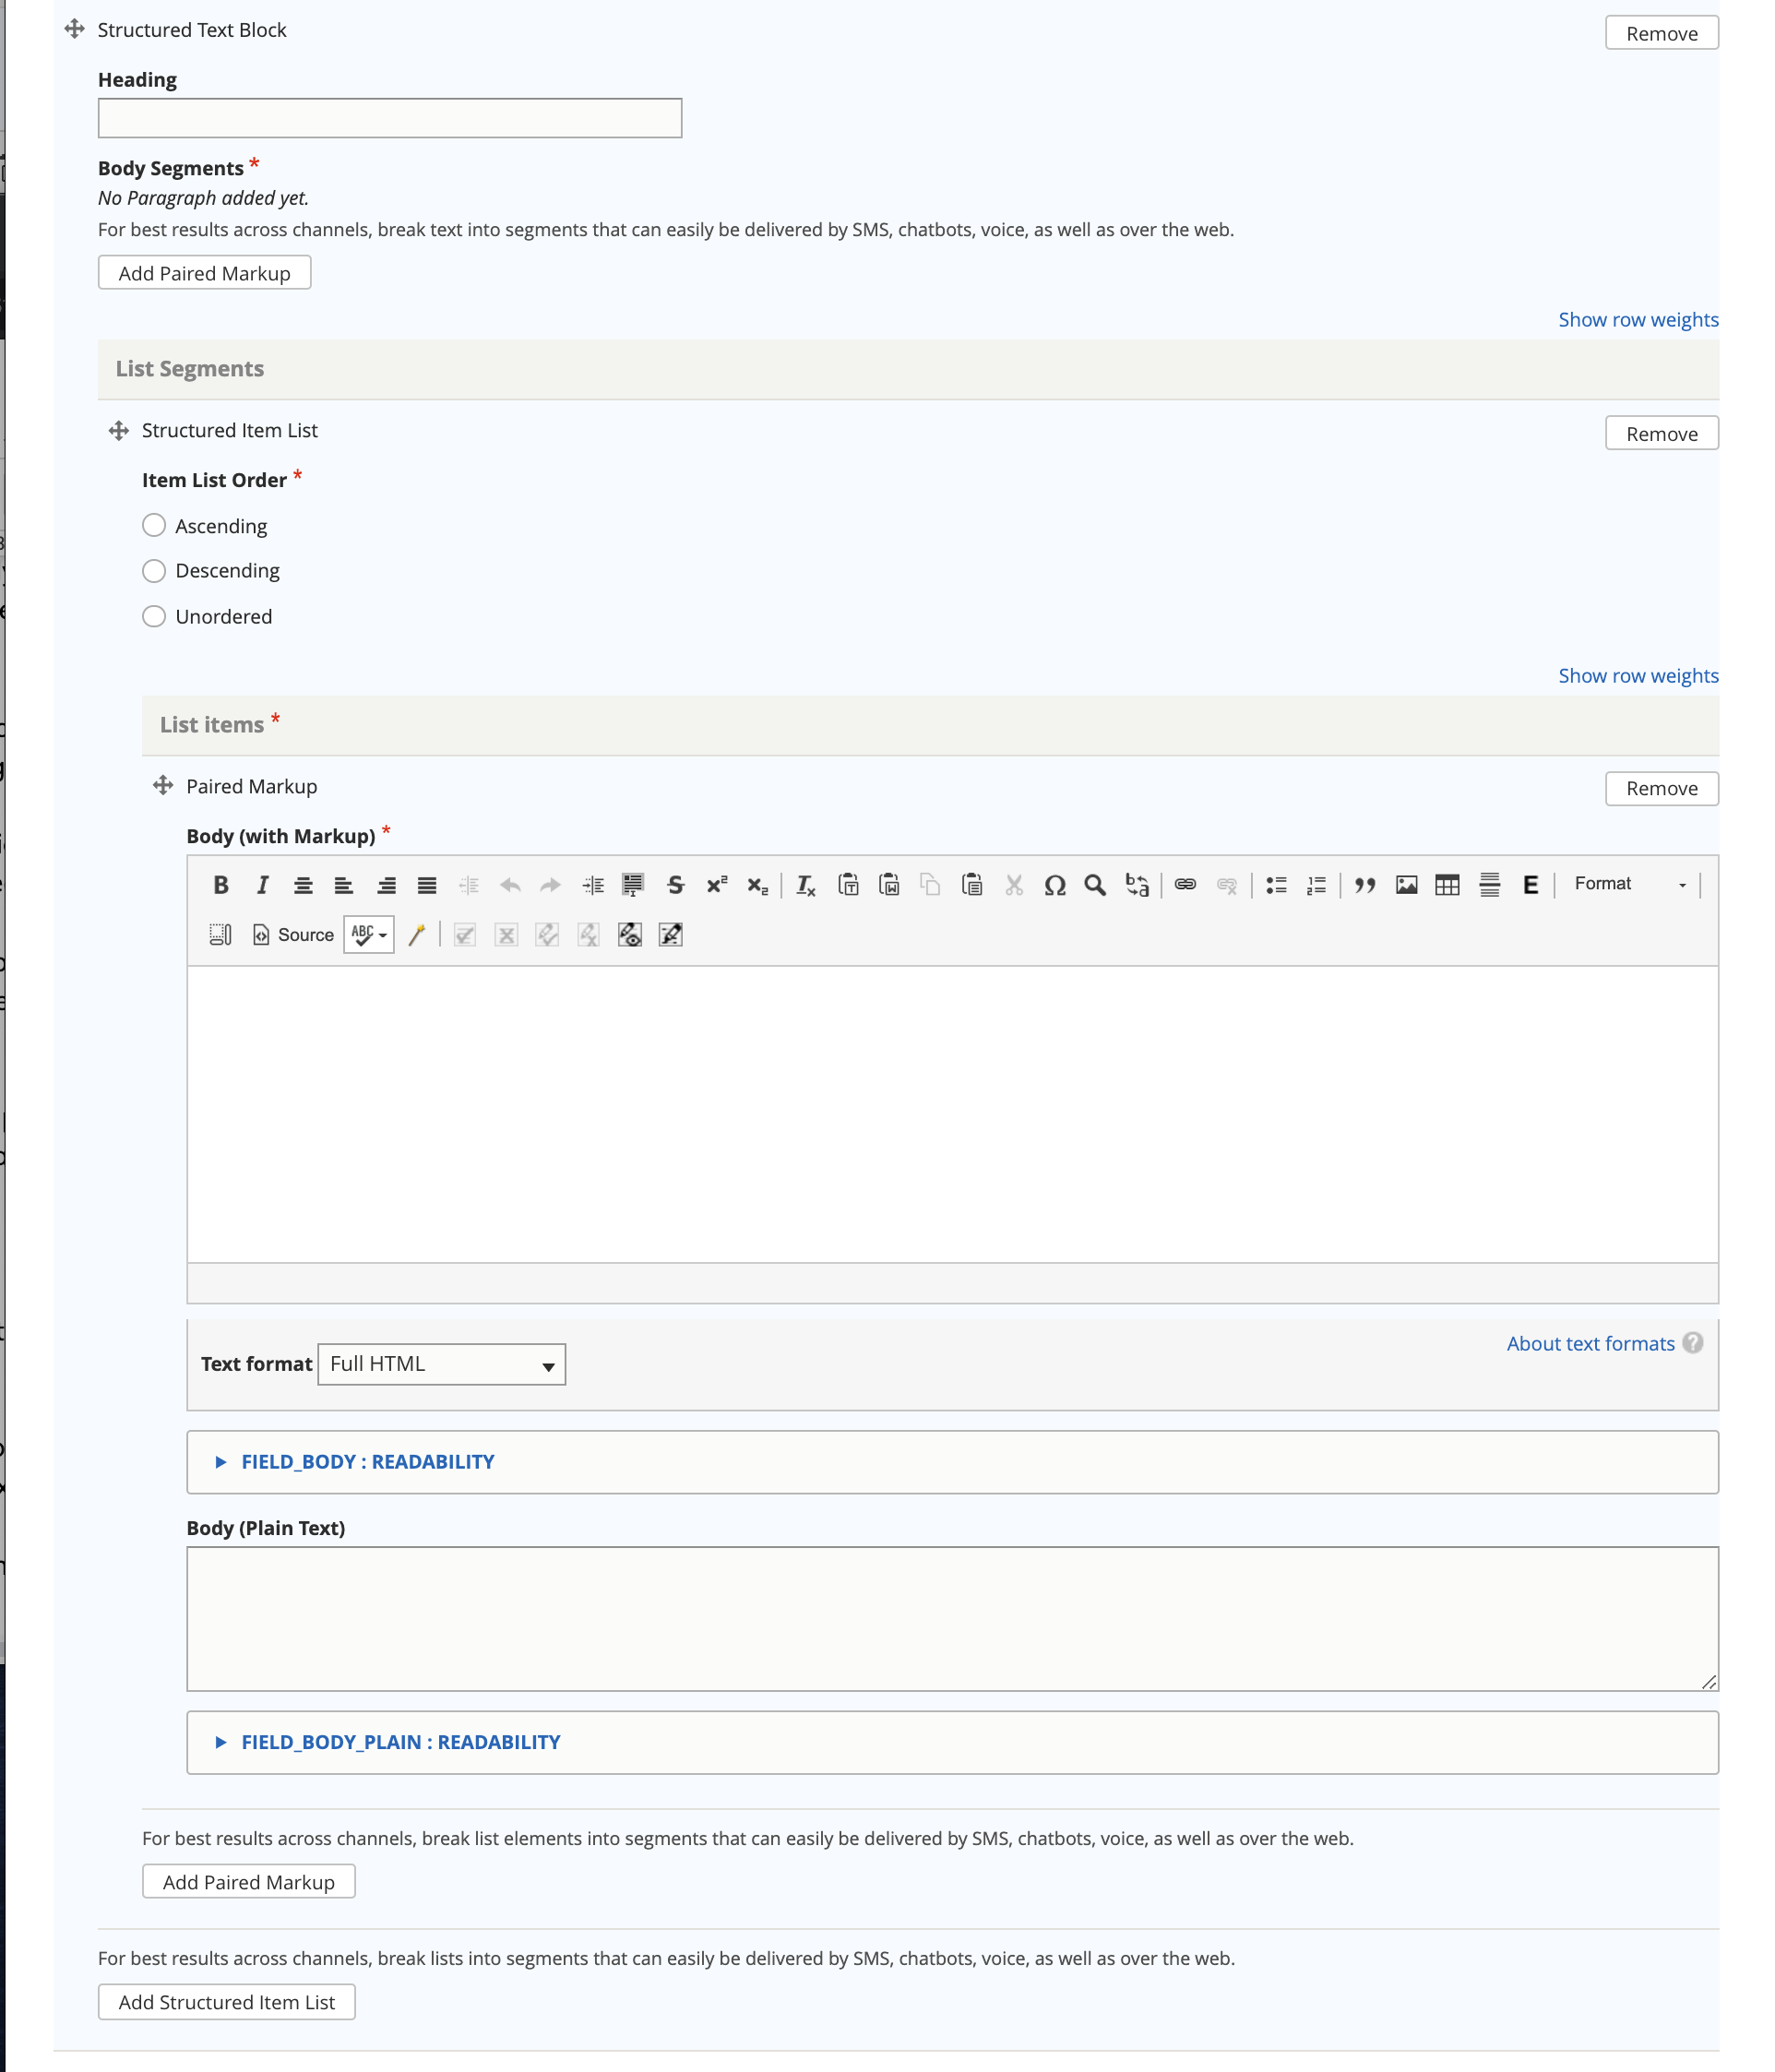 Structured Text Block
Remove
Heading
Body Segments *
No Paragraph added yet.
For best results across channels, break text into segments that can easily be delivered by SMS, chatbots, voice, as well as over the web.
Add Paired Markup
Show row weights
List Segments
Structured Item List
Remove
Item List Order *
Ascending
Descending
Unordered
Show row weights
List items *
Paired Markup
Remove
Body (with Markup) *
Format
Source
Text format
Full HTML
About text formats
FIELD_BODY : READABILITY
Body (Plain Text)
FIELD_BODY_PLAIN : READABILITY
For best results across channels, break list elements into segments that can easily be delivered by SMS, chatbots, voice, as well as over the web.
Add Paired Markup
For best results across channels, break lists into segments that can easily be delivered by SMS, chatbots, voice, as well as over the web.
Add Structured Item List